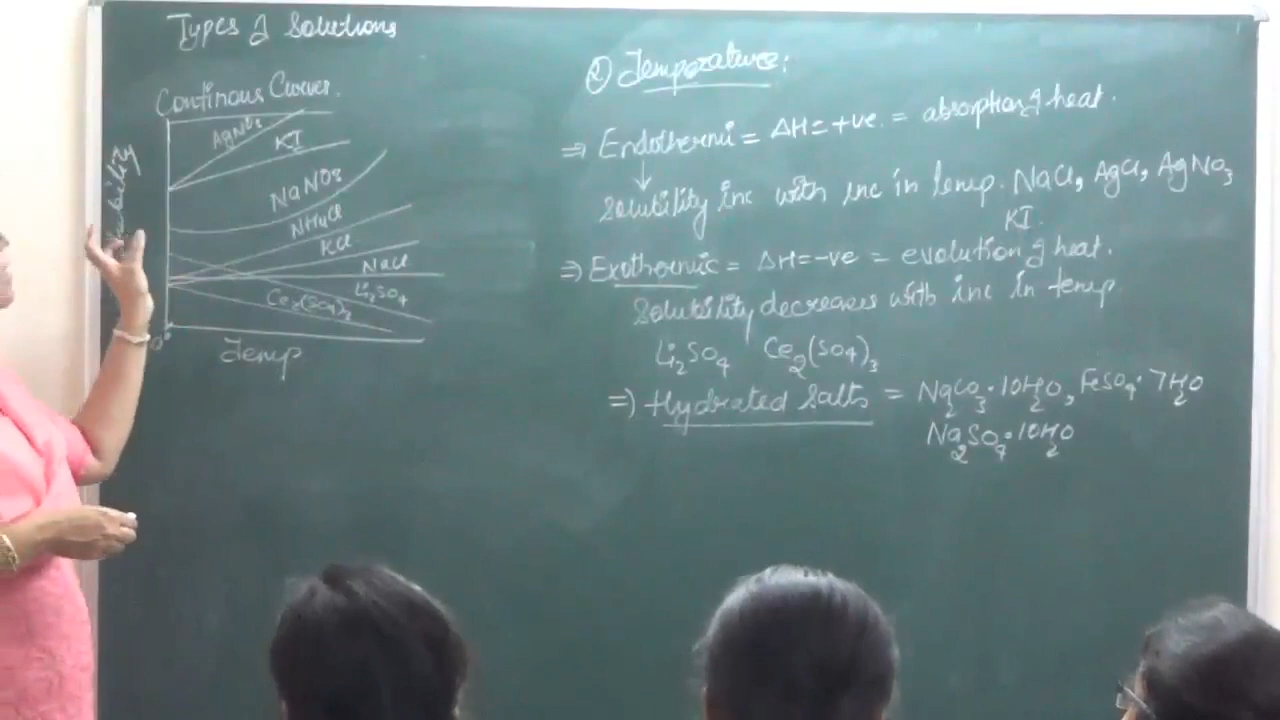 Types of Solutions
Continous Curves.
AgNO3
KI
NaNO3
NH4Cl
KCl
NaCl
Li2SO4
Ce2(SO4)3
0°
Temp
2) Temperature:
⇒ Endothermic = ΔH=+ve. = absorption of heat.
↓
Solubility inc with inc in temp. NaCl, AgCl, AgNO3
KI.
⇒ Exothermic = ΔH=-ve = evolution of heat.
Solubility decreases with inc in temp
Li2SO4 Ce2(SO4)3
⇒) Hydrated Salts = Na2CO3·10H2O, FeSO4·7H2O
Na2SO4·10H2O